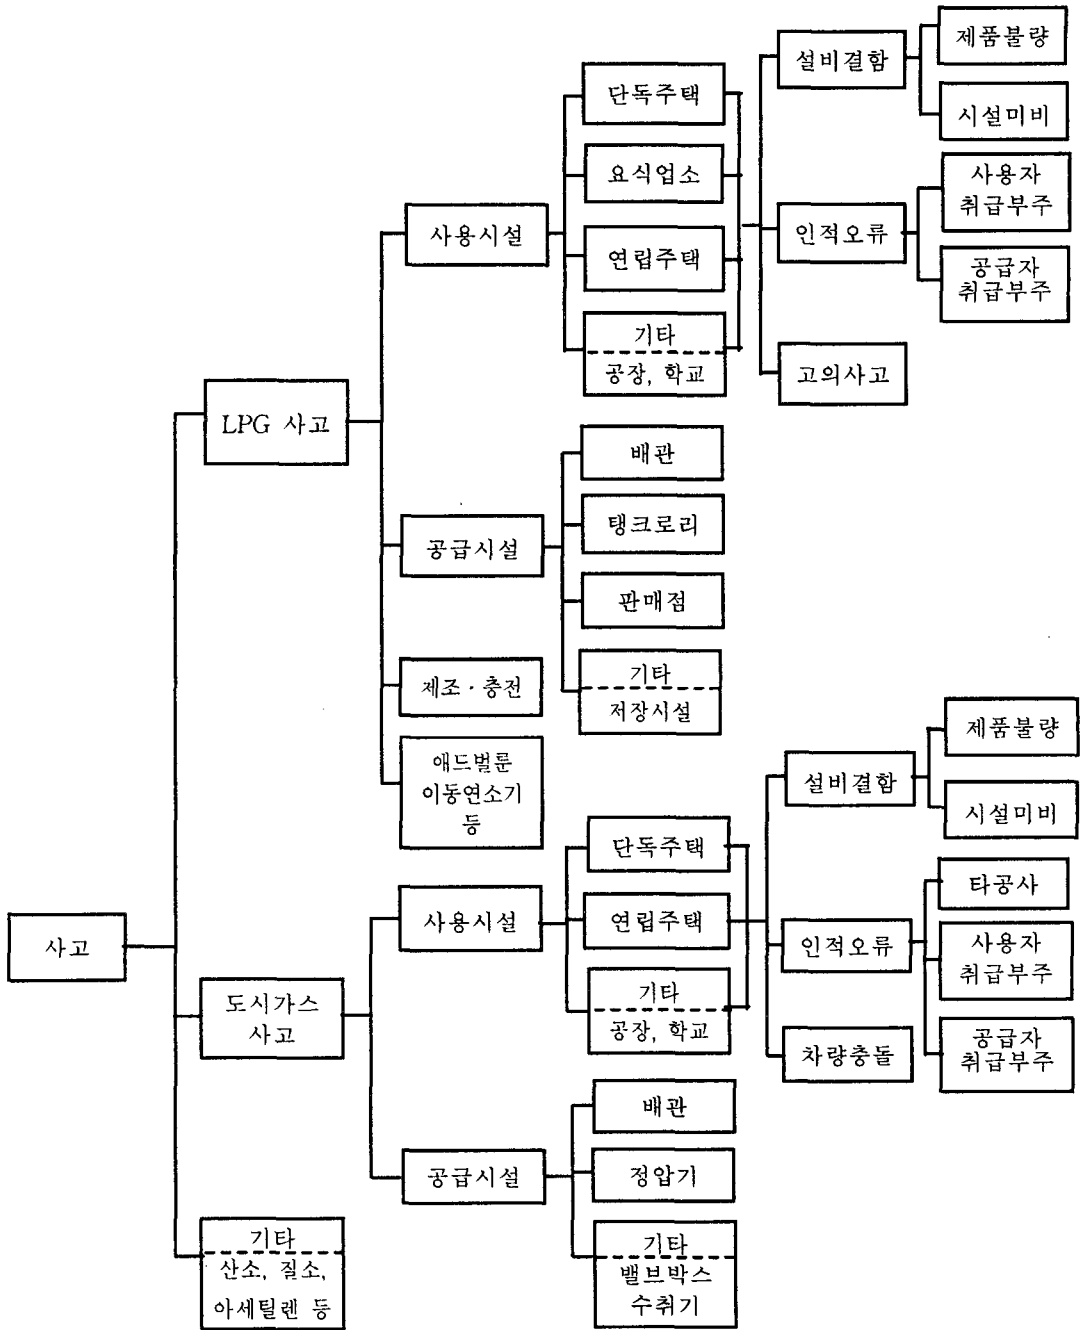 사고
LPG 사고
사용시설
단독주택
요식업소
연립주택
기타
공장, 학교
설비결함
제품불량
시설미비
인적오류
사용자
취급부주
공급자
취급부주
고의사고
공급시설
배관
탱크로리
판매점
기타
저장시설
제조·충전
애드벌룬
이동연소기
등
도시가스
사고
사용시설
단독주택
연립주택
기타
공장, 학교
설비결함
제품불량
시설미비
인적오류
타공사
사용자
취급부주
공급자
취급부주
차량충돌
공급시설
배관
정압기
기타
밸브박스
수취기
기타
산소, 질소,
아세틸렌 등